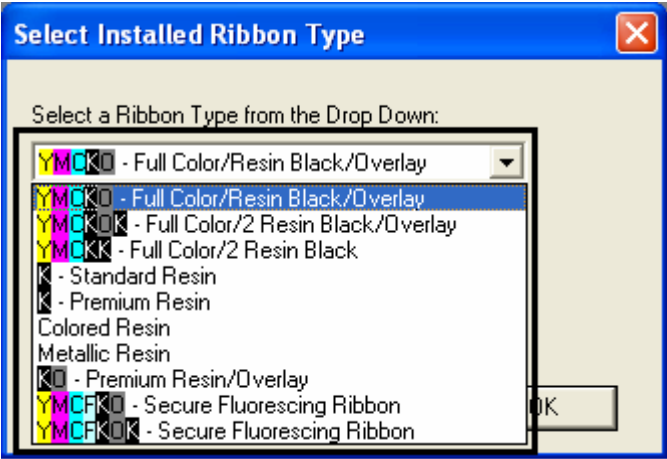 Select Installed Ribbon Type
Select a Ribbon Type from the Drop Down:
YMCKO - Full Color/Resin Black/Overlay
YMCKO - Full Color/Resin Black/Overlay
YMCKOK - Full Color/2 Resin Black/Overlay
YMCKK - Full Color/2 Resin Black
K - Standard Resin
K - Premium Resin
Colored Resin
Metallic Resin
KO - Premium Resin/Overlay
YMCFKO - Secure Fluorescing Ribbon
YMCFKOK - Secure Fluorescing Ribbon
OK